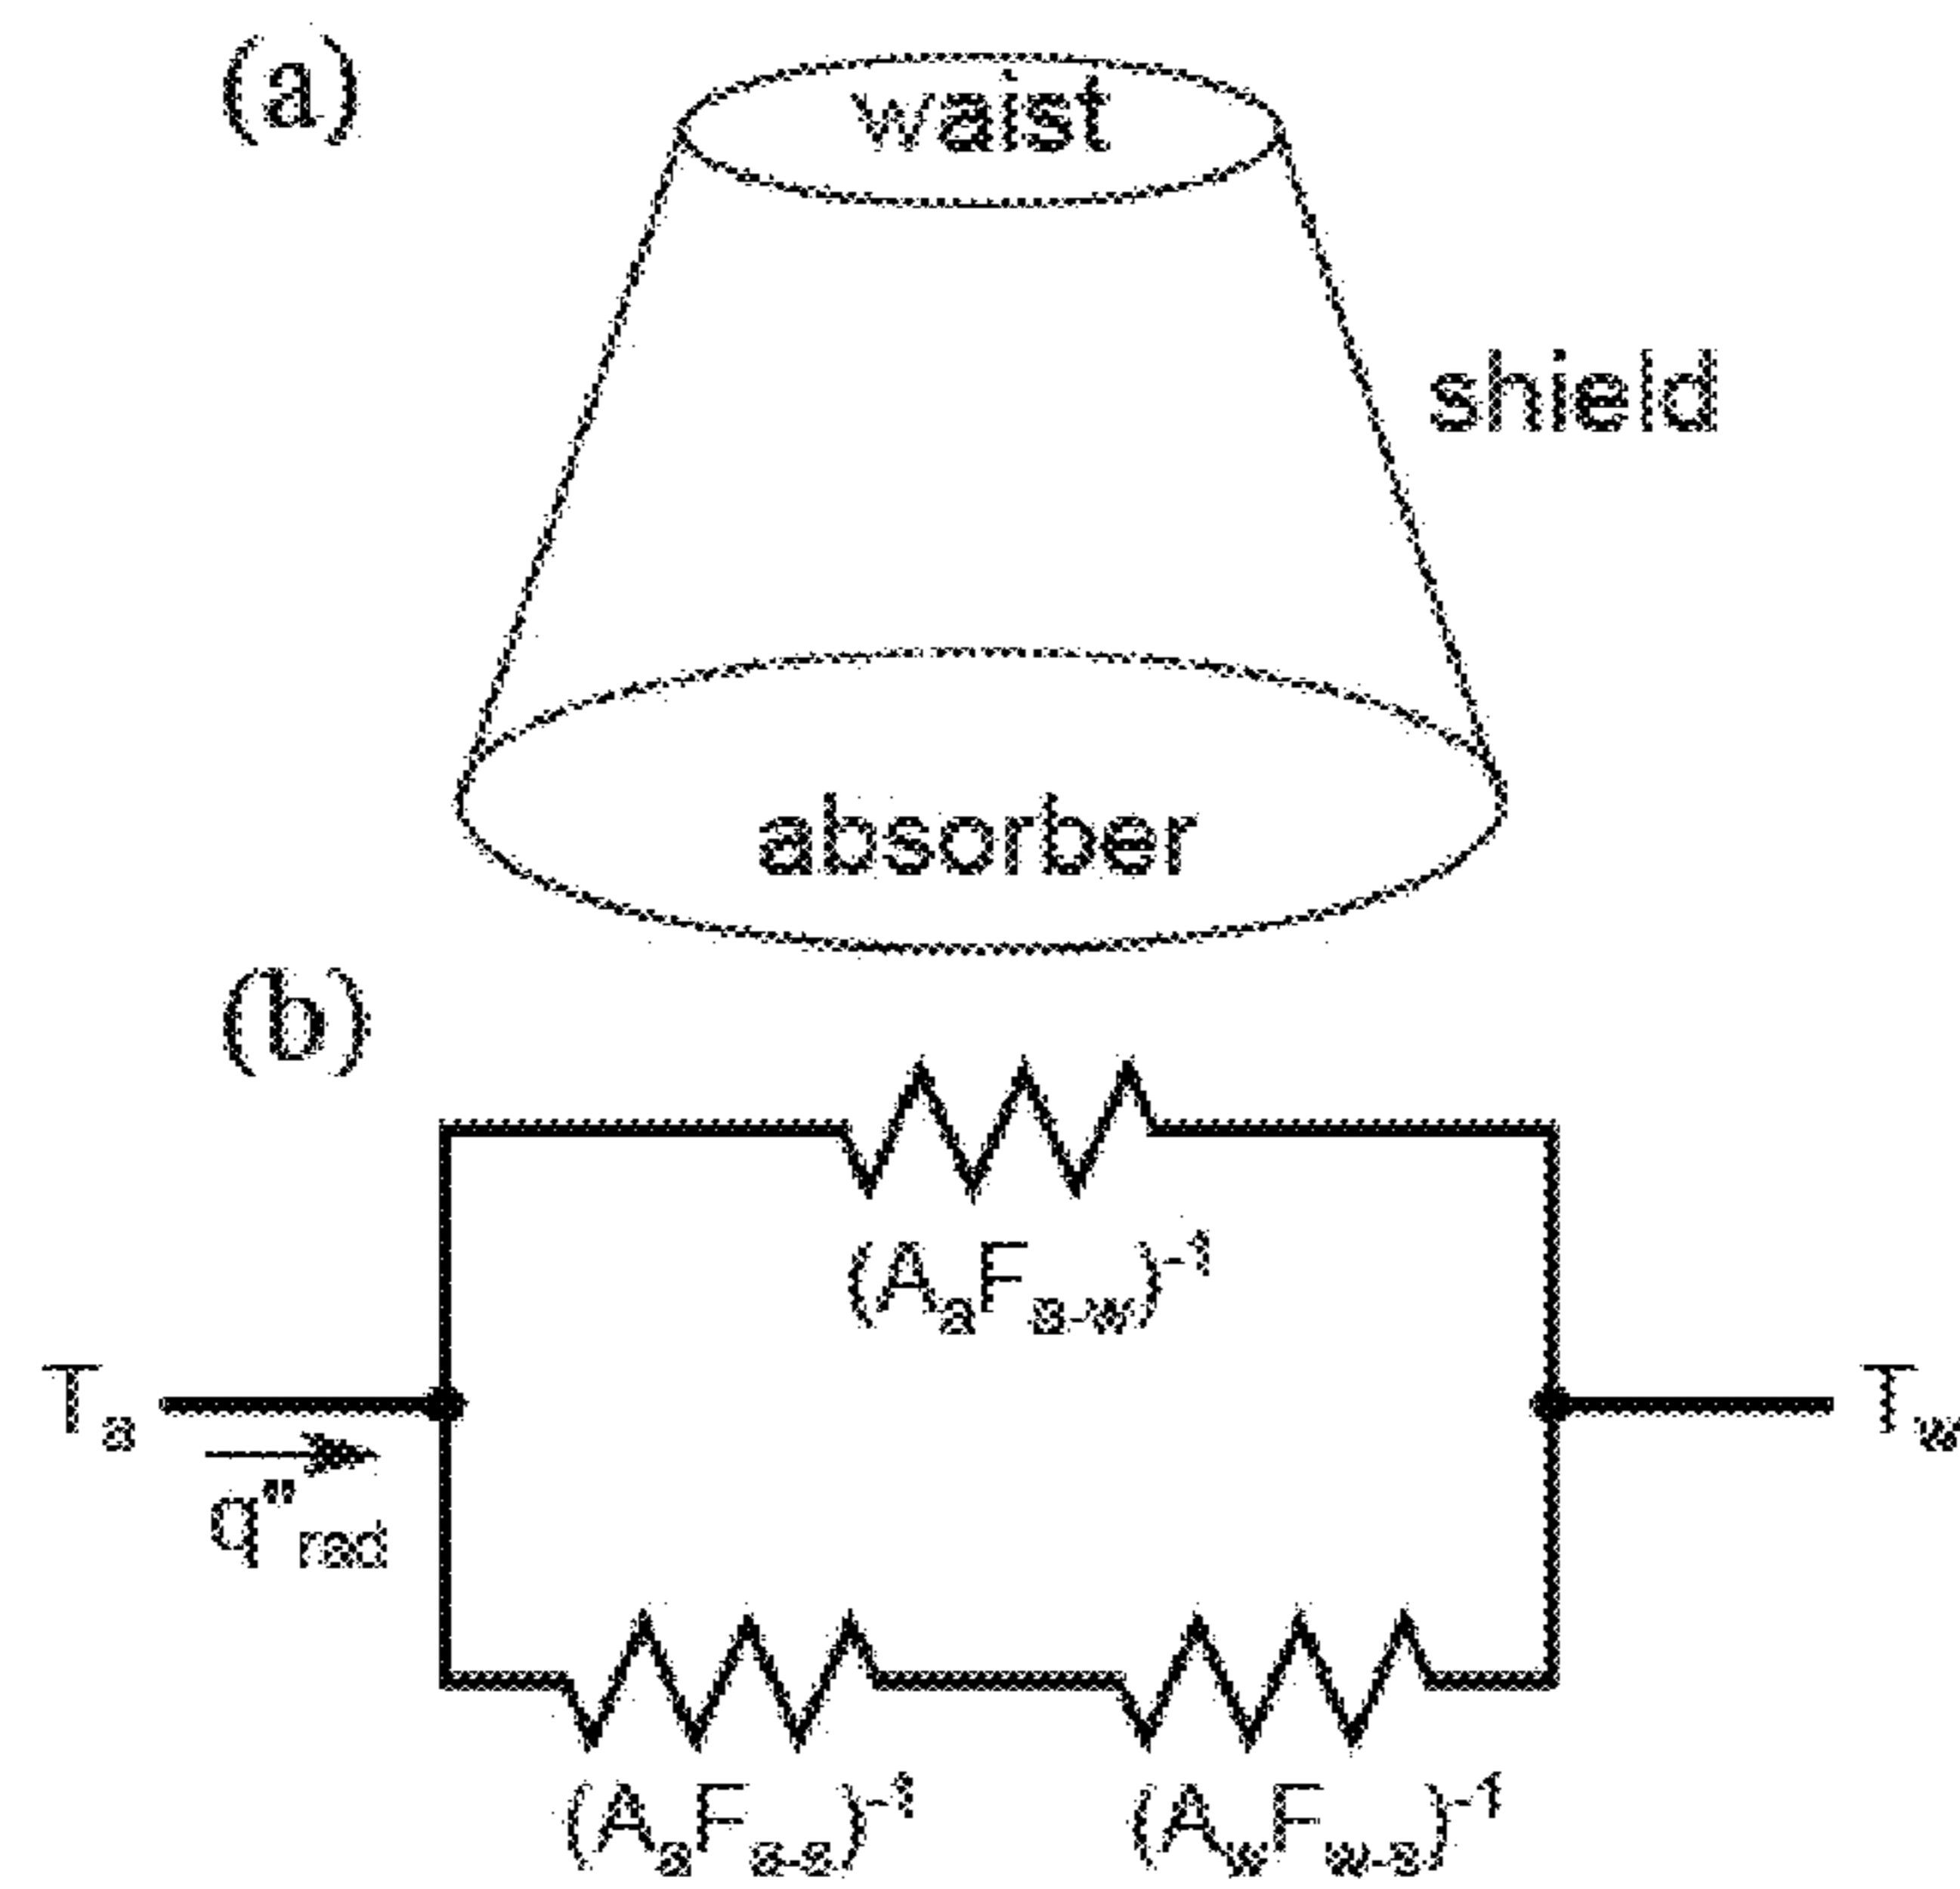 (a)
waist
shield
absorber
(b)
(AₐFₐ₋w)⁻¹
Tₐ
q"rad
Tw
(AₐFₐ₋ₛ)⁻¹
(AwFw₋ₛ)⁻¹